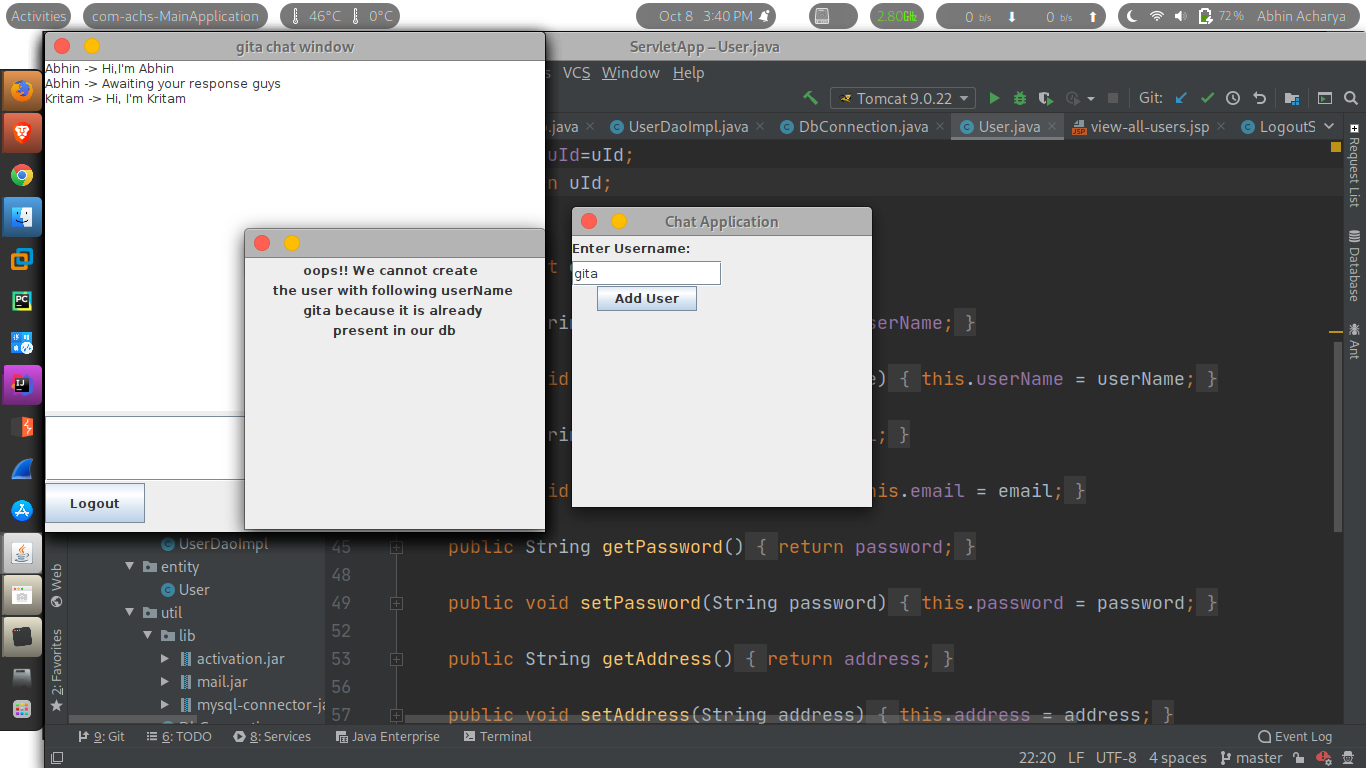 Activities
com-achs-MainApplication
46°C 0°C
Oct 8 3:40 PM
2.80GHz
0 b/s 0 b/s
72 %
Abhin Acharya
gita chat window
Abhin -> Hi,I'm Abhin
Abhin -> Awaiting your response guys
Kritam -> Hi, I'm Kritam
Logout
oops!! We cannot create
the user with following userName
gita because it is already
present in our db
Chat Application
Enter Username:
gita
Add User
ServletApp – User.java
VCS Window Help
Tomcat 9.0.22
Git:
.java
UserDaoImpl.java
DbConnection.java
User.java
view-all-users.jsp
LogoutS
uId=uId;
n uId;
serName; }
id
) { this.userName = userName; }
; }
id
his.email = email; }
45 public String getPassword() { return password; }
48
49 public void setPassword(String password) { this.password = password; }
52
53 public String getAddress() { return address; }
56
57 public void setAddress(String address) { this.address = address; }
UserDaoImpl
entity
User
util
lib
activation.jar
mail.jar
mysql-connector-ja
DbConnection
Web
2: Favorites
Request List
Database
Ant
9: Git
6: TODO
8: Services
Java Enterprise
Terminal
Event Log
22:20 LF UTF-8 4 spaces master